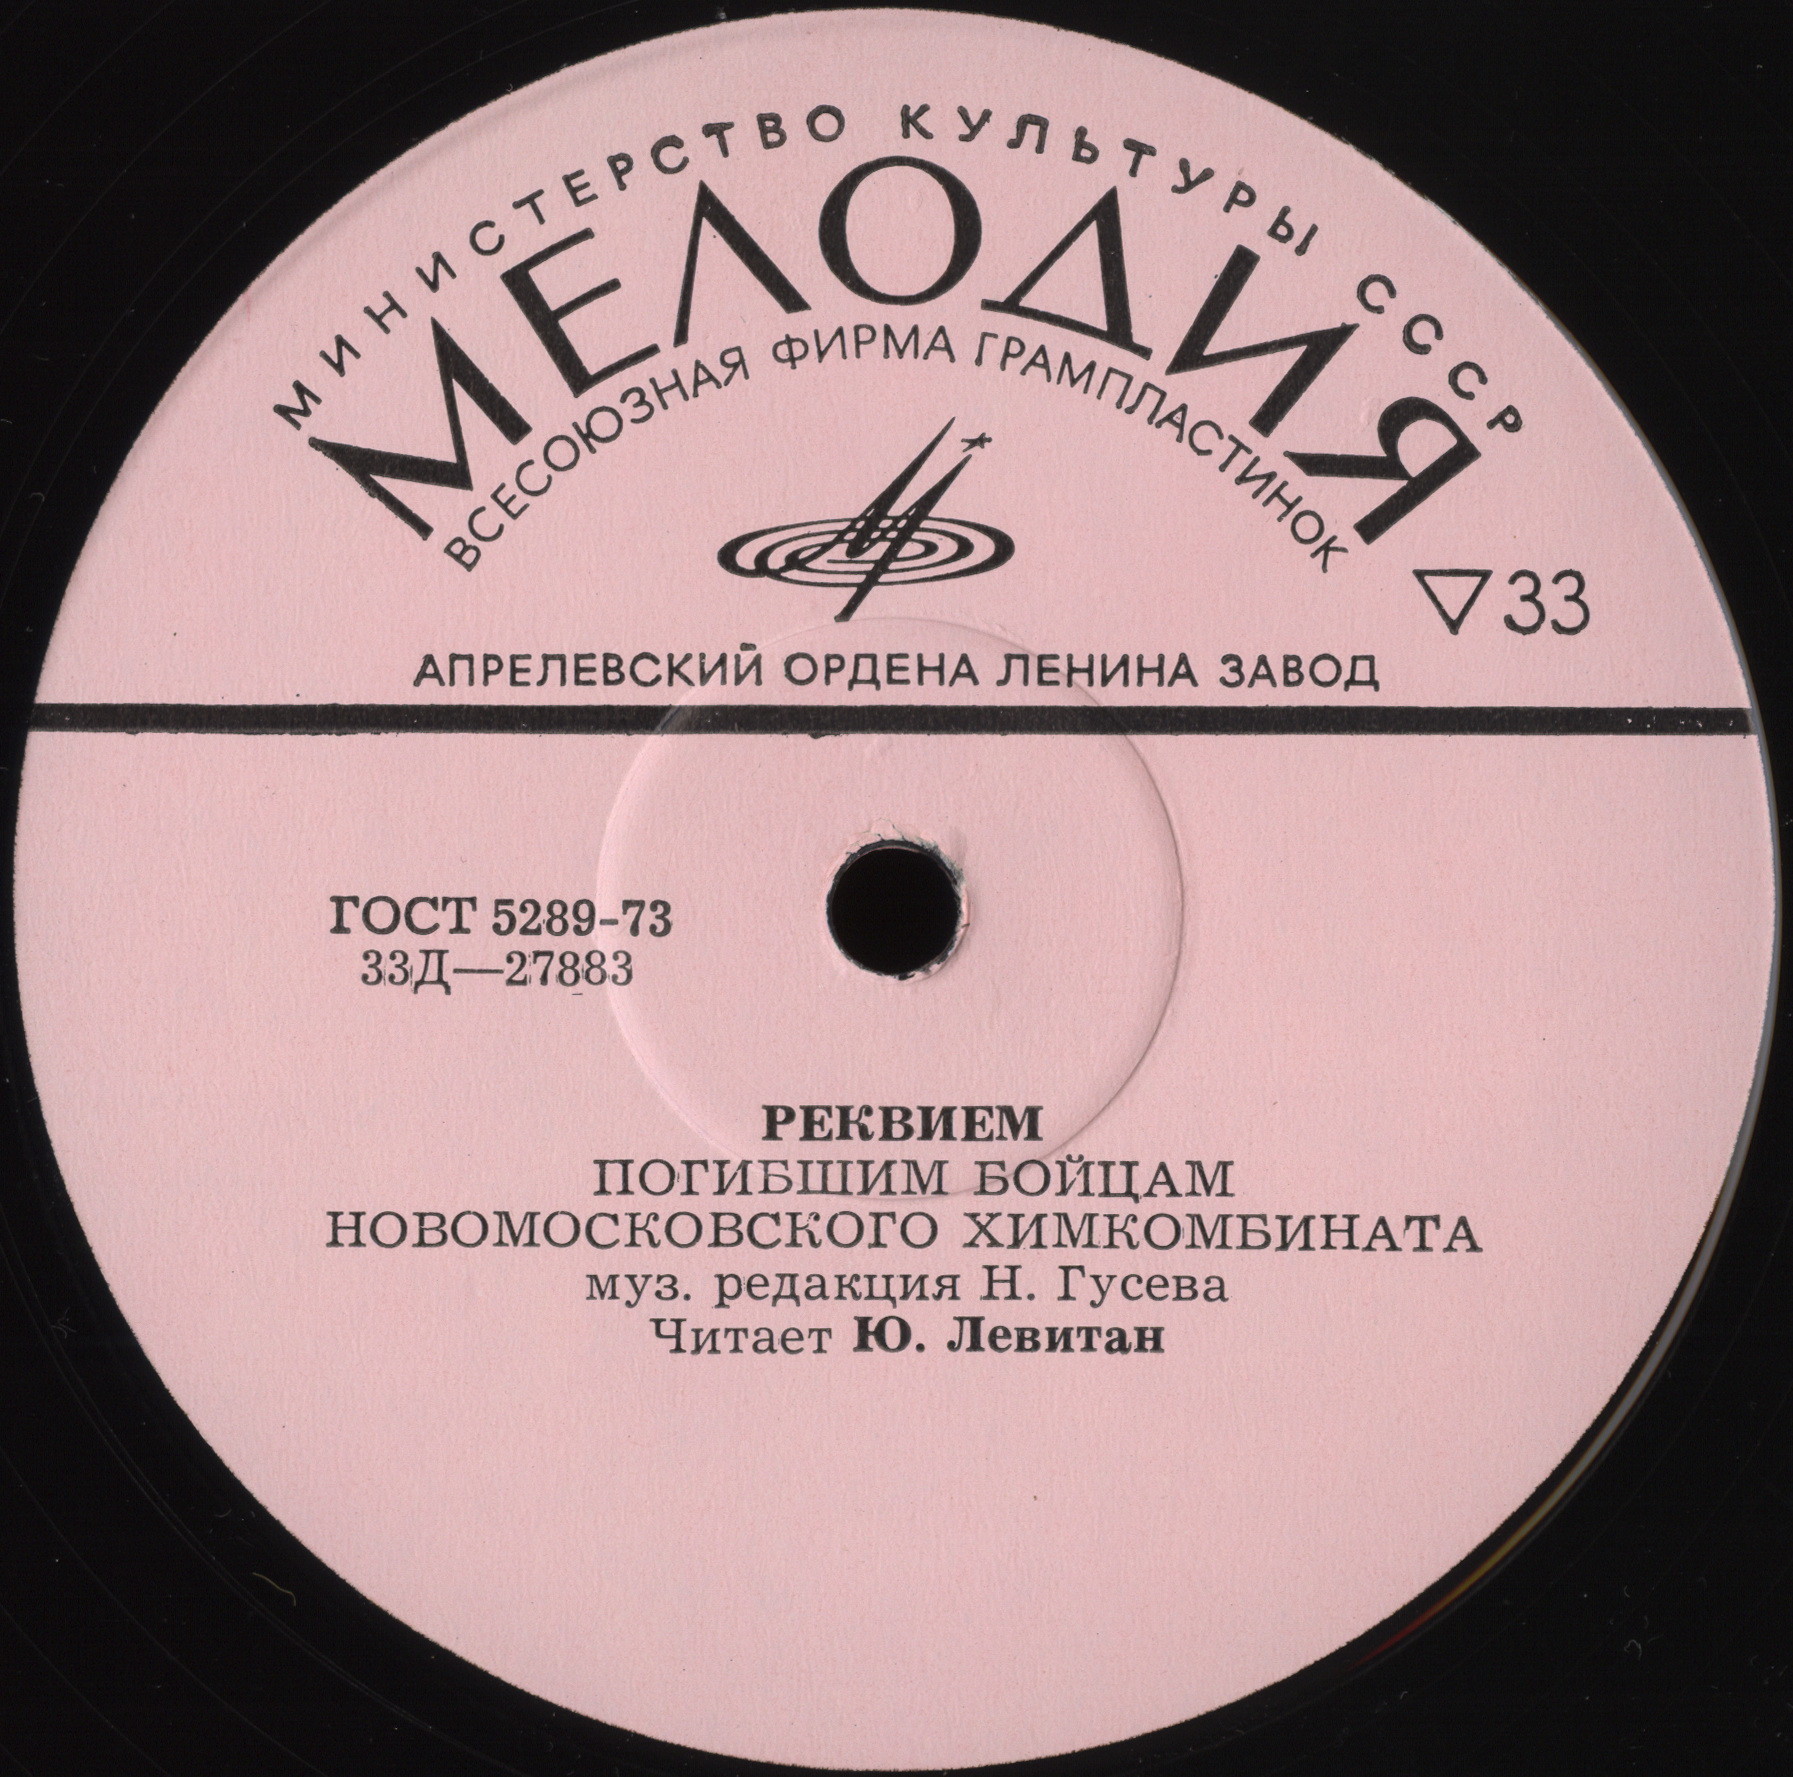 МИНИСТЕРСТВО КУЛЬТУРЫ СССР
МЕЛОДИЯ
ВСЕСОЮЗНАЯ ФИРМА ГРАМПЛАСТИНОК
▽33
АПРЕЛЕВСКИЙ ОРДЕНА ЛЕНИНА ЗАВОД
ГОСТ 5289-73
33Д—27883
РЕКВИЕМ
ПОГИБШИМ БОЙЦАМ
НОВОМОСКОВСКОГО ХИМКОМБИНАТА
муз. редакция Н. Гусева
Читает Ю. Левитан